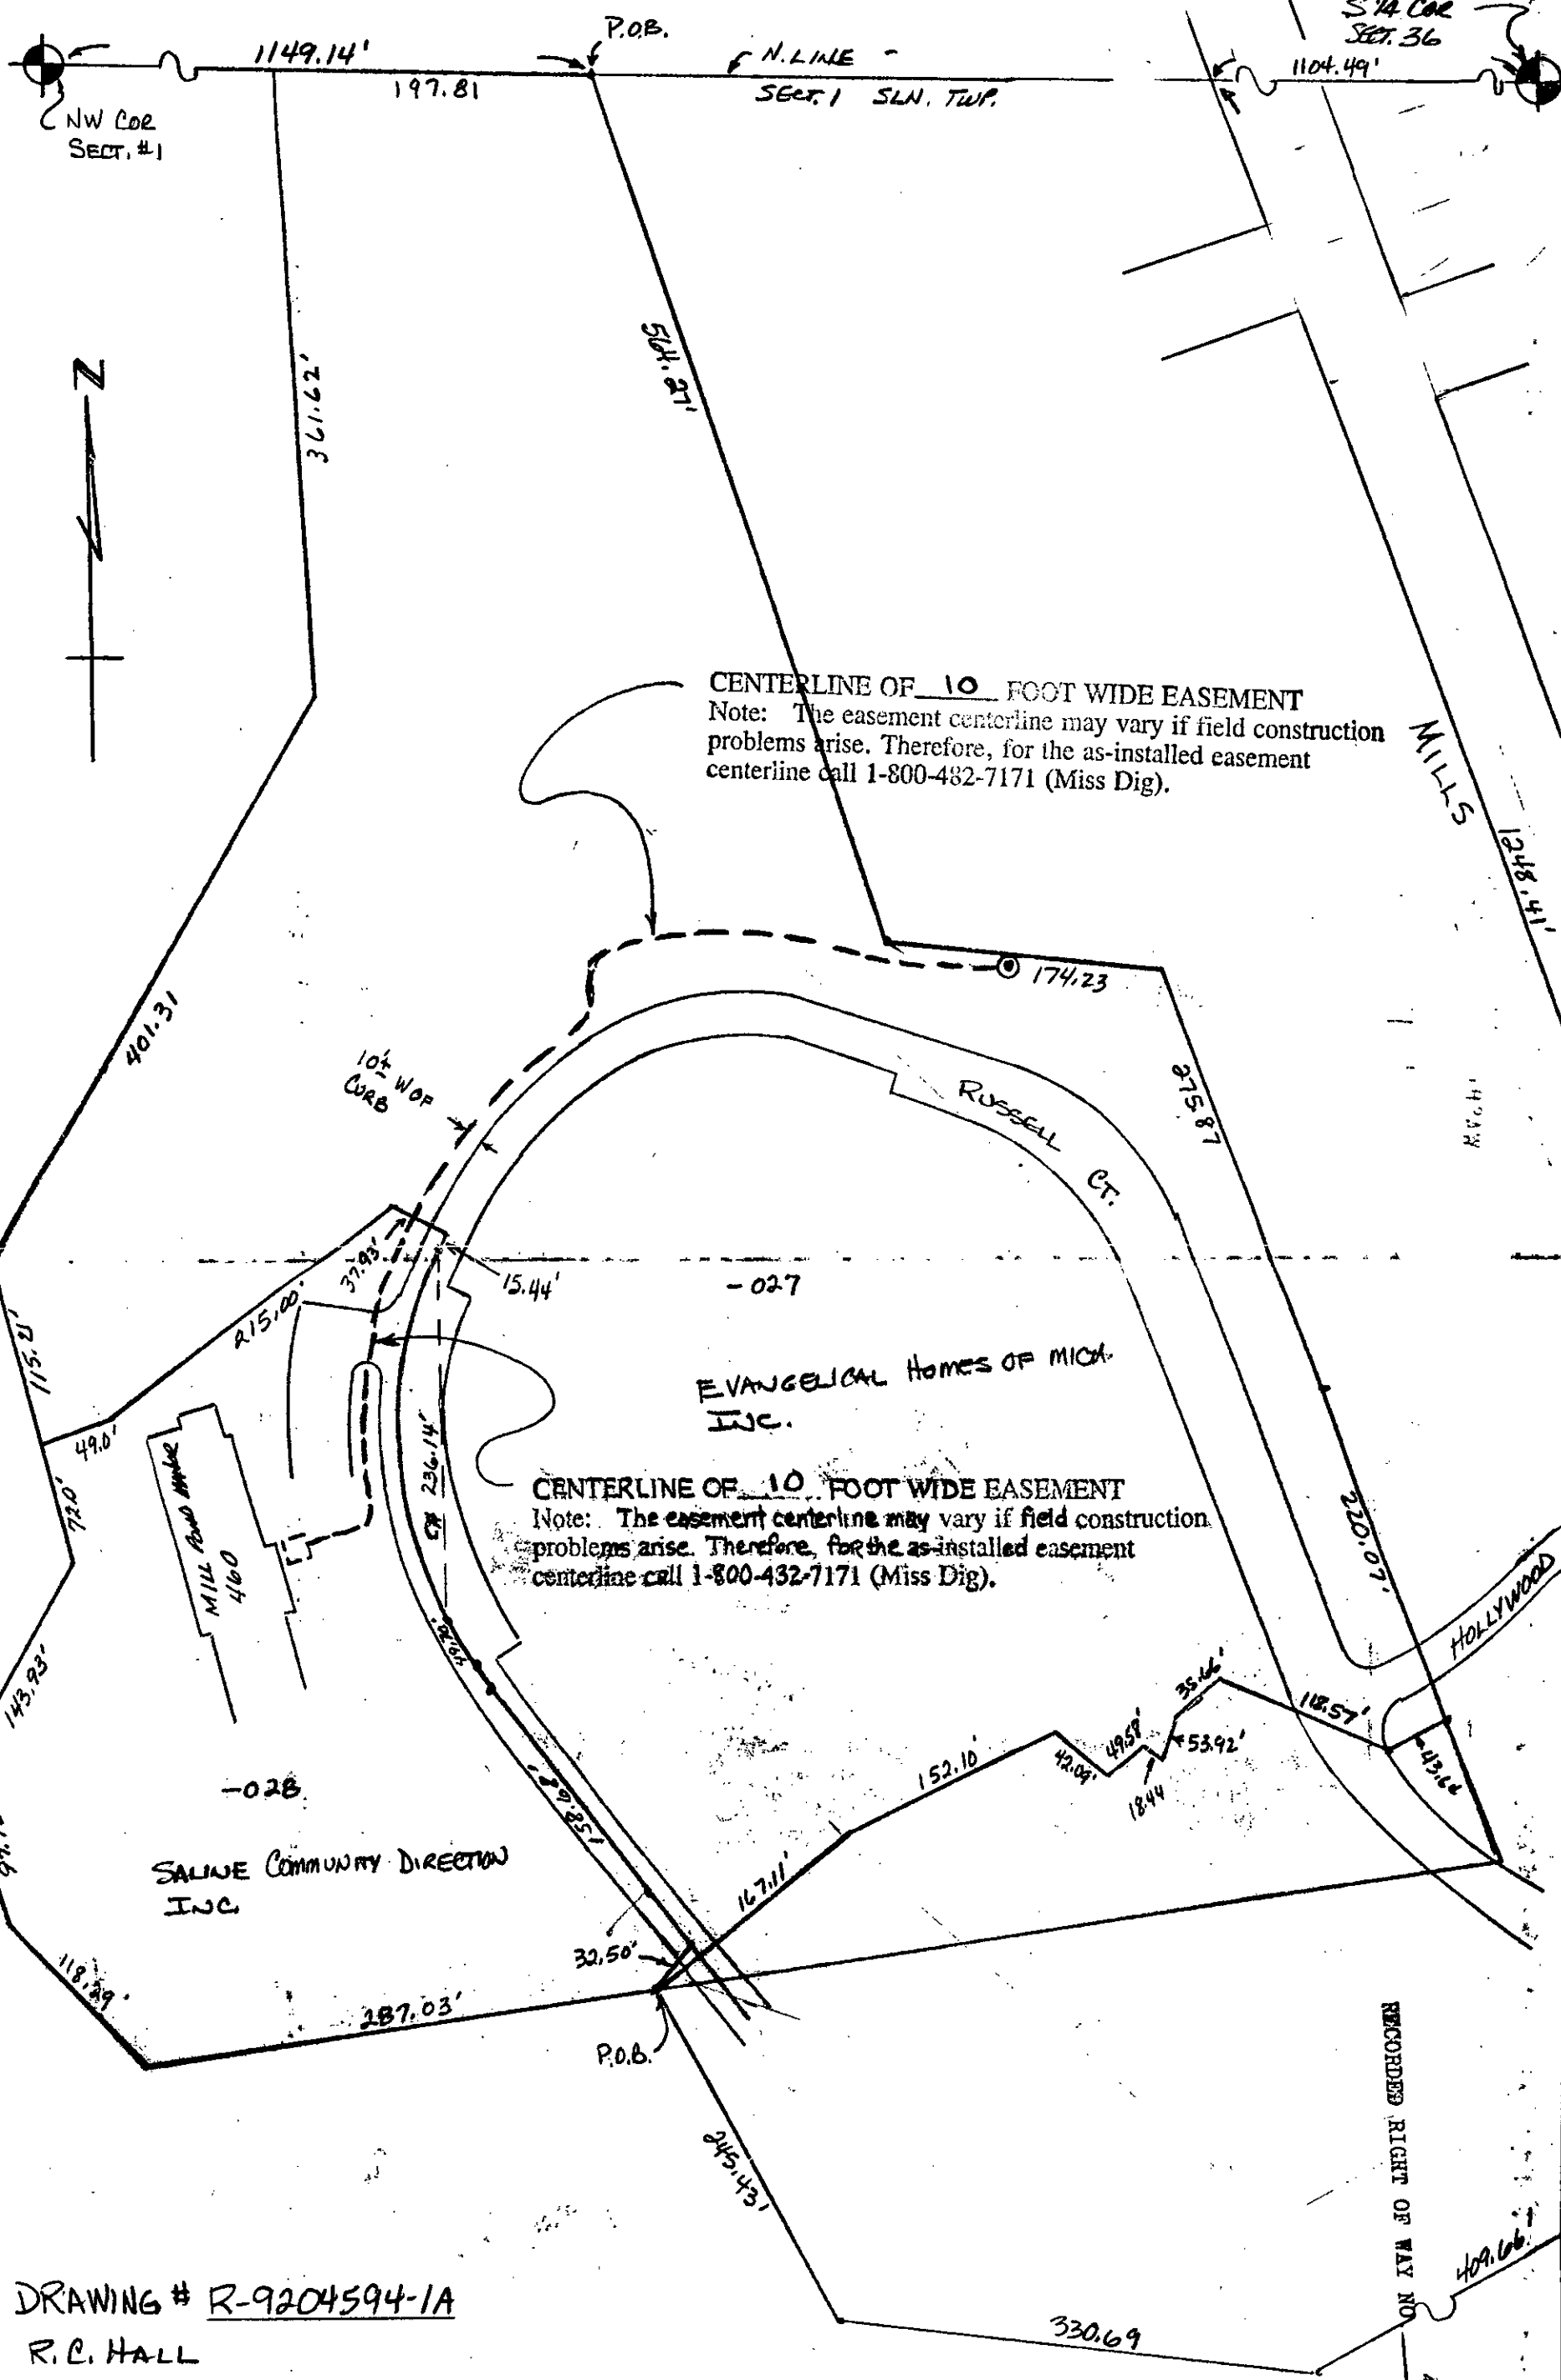 P.O.B.
S 1/4 COR
SECT. 36
1149.14'
197.81
N. LINE -
SECT. 1 SLN. TWP.
1104.49'
NW COR
SECT. #1
N
361.62'
564.27'
CENTERLINE OF 10 FOOT WIDE EASEMENT
Note: The easement centerline may vary if field construction
problems arise. Therefore, for the as-installed easement
centerline call 1-800-482-7171 (Miss Dig).
MILLS
1248.41'
401.31
174.23
10'± W OF
CURB
RUSSELL CT.
275.87
37.93'
15.44'
-027
215.00'
115.21'
EVANGELICAL HOMES OF MICH.
INC.
49.0'
72.0'
MILL POND MANOR
460
CH 236.14'
CENTERLINE OF 10 FOOT WIDE EASEMENT
Note: The easement centerline may vary if field construction
problems arise. Therefore, for the as-installed easement
centerline call 1-800-432-7171 (Miss Dig).
220.07'
HOLLYWOOD
143.93'
35.66'
118.57'
49.58'
53.92'
43.66
42.09'
18.44
152.10'
158.68'
-028
SALINE COMMUNITY DIRECTION
INC.
167.11'
32.50'
118.29'
287.03'
P.O.B.
245.43'
RECORDED RIGHT OF WAY NO
409.66'
330.69
DRAWING # R-9204594-1A
R.C. HALL